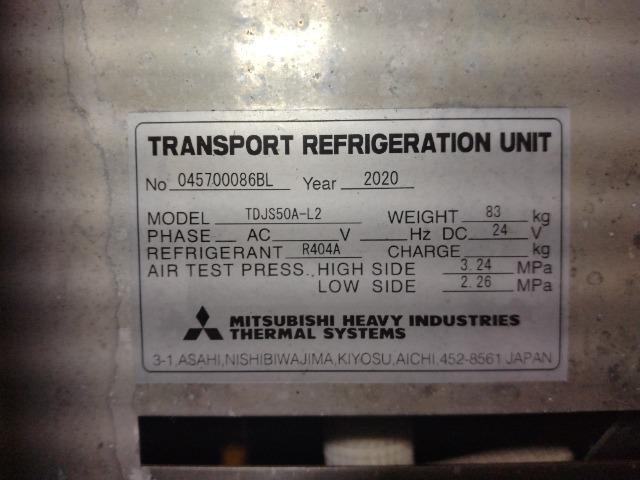 TRANSPORT REFRIGERATION UNIT
No 045700086BL Year 2020
MODEL TDJS50A-L2 WEIGHT 83 kg
PHASE AC V Hz DC 24 V
REFRIGERANT R404A CHARGE kg
AIR TEST PRESS., HIGH SIDE 3.24 MPa
LOW SIDE 2.26 MPa
MITSUBISHI HEAVY INDUSTRIES
THERMAL SYSTEMS
3-1,ASAHI,NISHIBIWAJIMA,KIYOSU,AICHI,452-8561 JAPAN